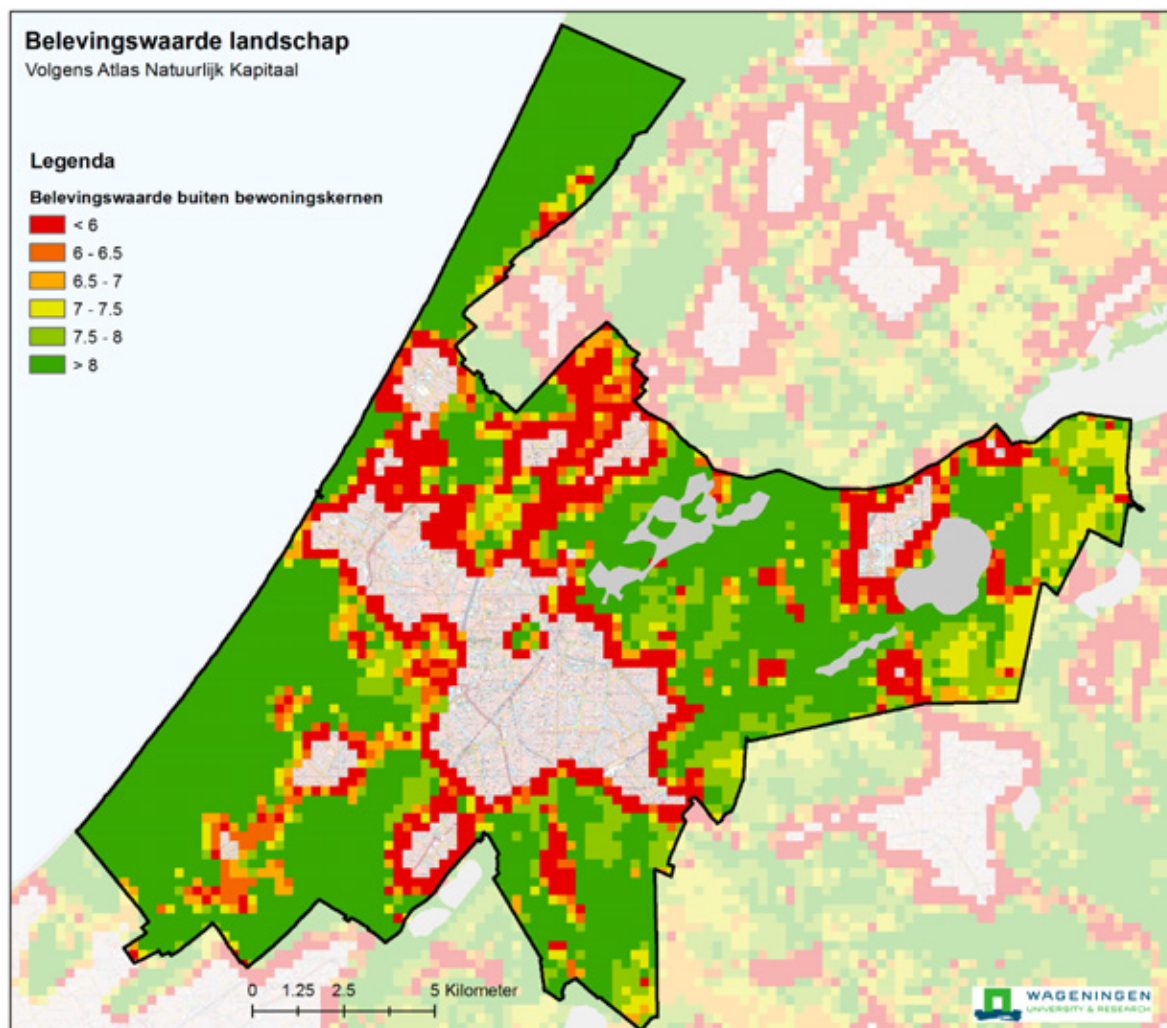 Belevingswaarde landschap
Volgens Atlas Natuurlijk Kapitaal
Legenda
Belevingswaarde buiten bewoningskernen
< 6
6 - 6.5
6.5 - 7
7 - 7.5
7.5 - 8
> 8
0 1.25 2.5 5 Kilometer
WAGENINGEN
UNIVERSITY & RESEARCH